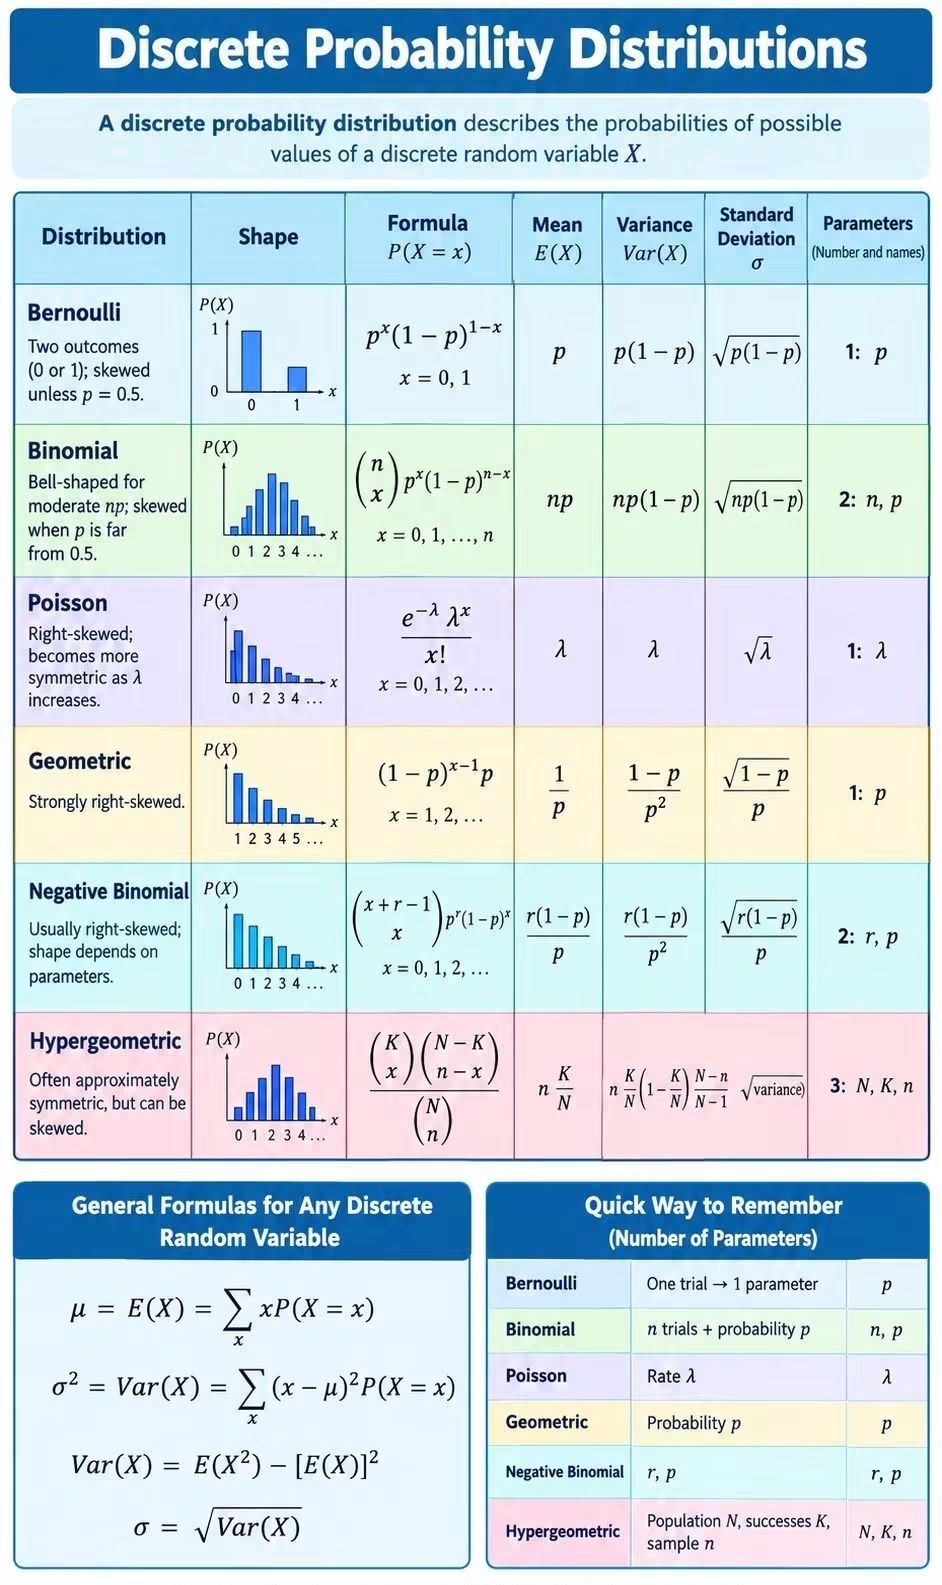 Discrete Probability Distributions
A discrete probability distribution describes the probabilities of possible
values of a discrete random variable X.
Distribution
Shape
Formula
P(X = x)
Mean
E(X)
Variance
Var(X)
Standard
Deviation
σ
Parameters
(Number and names)
Bernoulli
Two outcomes
(0 or 1); skewed
unless p = 0.5.
P(X)
1
0
x
0 1
pˣ(1 − p)¹⁻ˣ
x = 0, 1
p
p(1 − p)
√(p(1 − p))
1: p
Binomial
Bell-shaped for
moderate np; skewed
when p is far
from 0.5.
P(X)
x
0 1 2 3 4 ...
(n x) pˣ(1 − p)ⁿ⁻ˣ
x = 0, 1, ..., n
np
np(1 − p)
√(np(1 − p))
2: n, p
Poisson
Right-skewed;
becomes more
symmetric as λ
increases.
P(X)
x
0 1 2 3 4 ...
e^(−λ) λˣ / x!
x = 0, 1, 2, ...
λ
λ
√λ
1: λ
Geometric
Strongly right-skewed.
P(X)
x
1 2 3 4 5 ...
(1 − p)ˣ⁻¹p
x = 1, 2, ...
1/p
(1 − p)/p²
√(1 − p)/p
1: p
Negative Binomial
Usually right-skewed;
shape depends on
parameters.
P(X)
x
0 1 2 3 4 ...
(x + r − 1 x) pʳ(1 − p)ˣ
x = 0, 1, 2, ...
r(1 − p)/p
r(1 − p)/p²
√(r(1 − p))/p
2: r, p
Hypergeometric
Often approximately
symmetric, but can be
skewed.
P(X)
x
0 1 2 3 4 ...
(K x)(N − K n − x) / (N n)
n K/N
n K/N (1 − K/N) (N − n)/(N − 1)
√variance)
3: N, K, n
General Formulas for Any Discrete
Random Variable
μ = E(X) = ∑ₓ xP(X = x)
σ² = Var(X) = ∑ₓ (x − μ)²P(X = x)
Var(X) = E(X²) − [E(X)]²
σ = √Var(X)
Quick Way to Remember
(Number of Parameters)
Bernoulli One trial → 1 parameter p
Binomial n trials + probability p n, p
Poisson Rate λ λ
Geometric Probability p p
Negative Binomial r, p r, p
Hypergeometric Population N, successes K,
sample n N, K, n